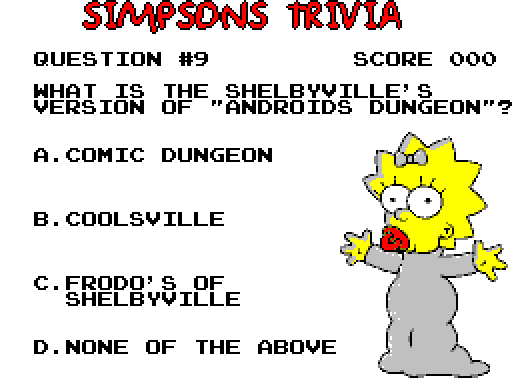 SIMPSONS TRIVIA
QUESTION #9 SCORE 000
WHAT IS THE SHELBYVILLE'S
VERSION OF "ANDROIDS DUNGEON"?
A.COMIC DUNGEON
B.COOLSVILLE
C.FRODO'S OF
SHELBYVILLE
D.NONE OF THE ABOVE